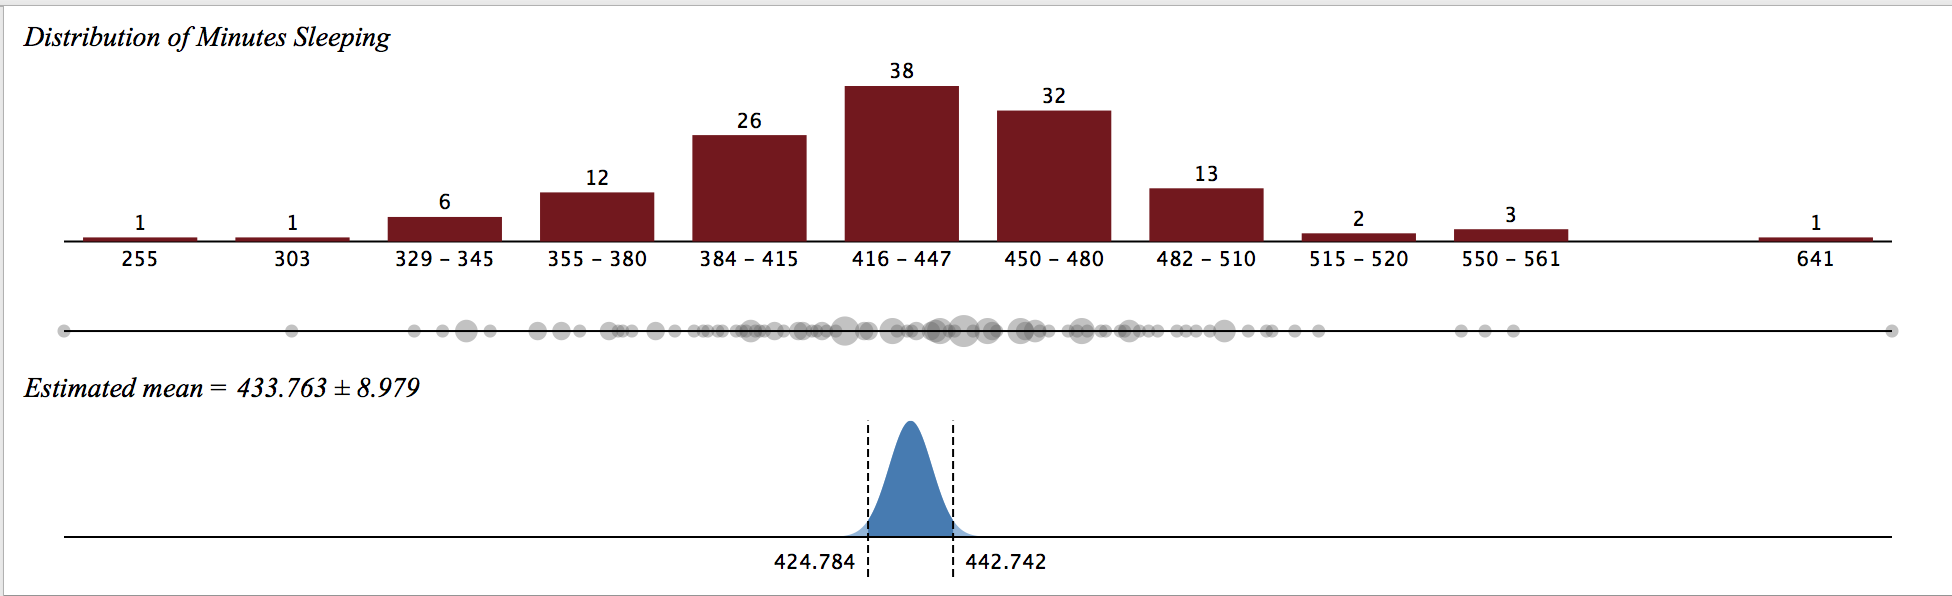 Distribution of Minutes Sleeping
38
32
26
13
12
6
3
2
1 1 1
255 303 329 – 345 355 – 380 384 – 415 416 – 447 450 – 480 482 – 510 515 – 520 550 – 561 641
Estimated mean = 433.763 ± 8.979
424.784 442.742